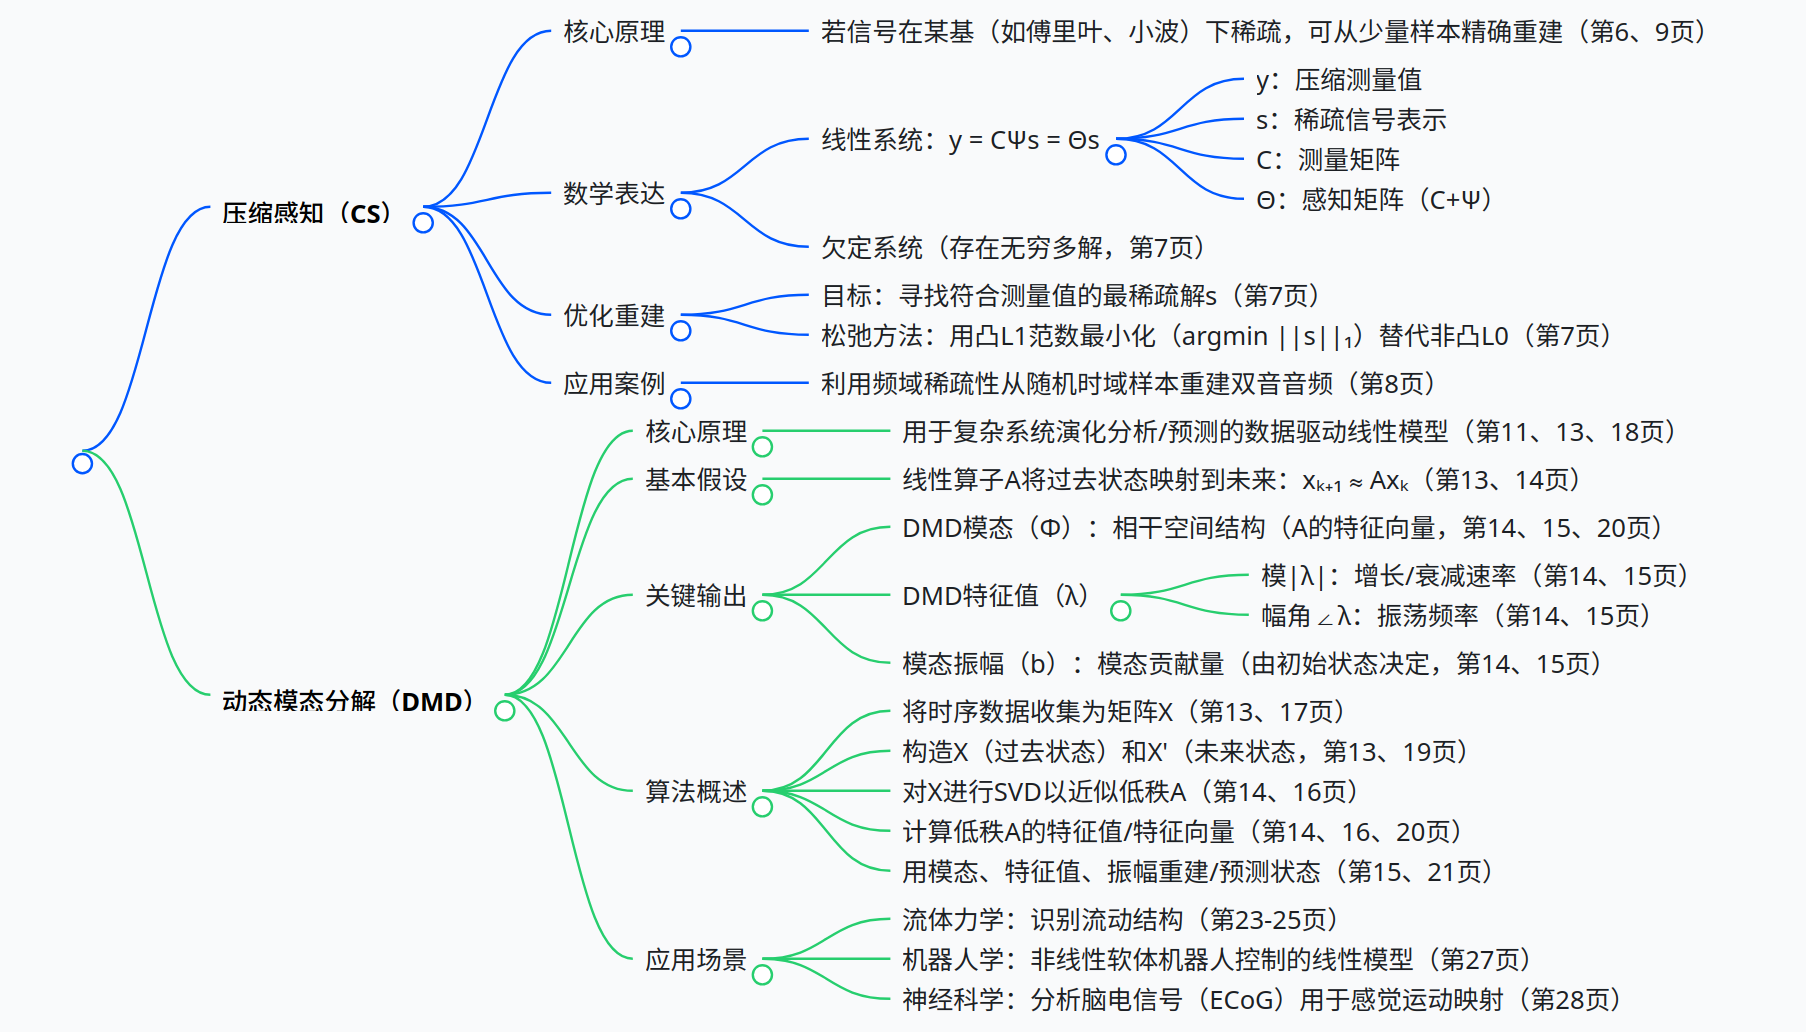 压缩感知（CS）
核心原理
若信号在某基（如傅里叶、小波）下稀疏，可从少量样本精确重建（第6、9页）
数学表达
线性系统：y = CΨs = Θs
y：压缩测量值
s：稀疏信号表示
C：测量矩阵
Θ：感知矩阵（C+Ψ）
欠定系统（存在无穷多解，第7页）
优化重建
目标：寻找符合测量值的最稀疏解s（第7页）
松弛方法：用凸L1范数最小化（argmin ||s||₁）替代非凸L0（第7页）
应用案例
利用频域稀疏性从随机时域样本重建双音音频（第8页）
动态模态分解（DMD）
核心原理
用于复杂系统演化分析/预测的数据驱动线性模型（第11、13、18页）
基本假设
线性算子A将过去状态映射到未来：xₖ₊₁ ≈ Axₖ（第13、14页）
关键输出
DMD模态（Φ）：相干空间结构（A的特征向量，第14、15、20页）
DMD特征值（λ）
模|λ|：增长/衰减速率（第14、15页）
幅角∠λ：振荡频率（第14、15页）
模态振幅（b）：模态贡献量（由初始状态决定，第14、15页）
算法概述
将时序数据收集为矩阵X（第13、17页）
构造X（过去状态）和X'（未来状态，第13、19页）
对X进行SVD以近似低秩A（第14、16页）
计算低秩A的特征值/特征向量（第14、16、20页）
用模态、特征值、振幅重建/预测状态（第15、21页）
应用场景
流体力学：识别流动结构（第23-25页）
机器人学：非线性软体机器人控制的线性模型（第27页）
神经科学：分析脑电信号（ECoG）用于感觉运动映射（第28页）